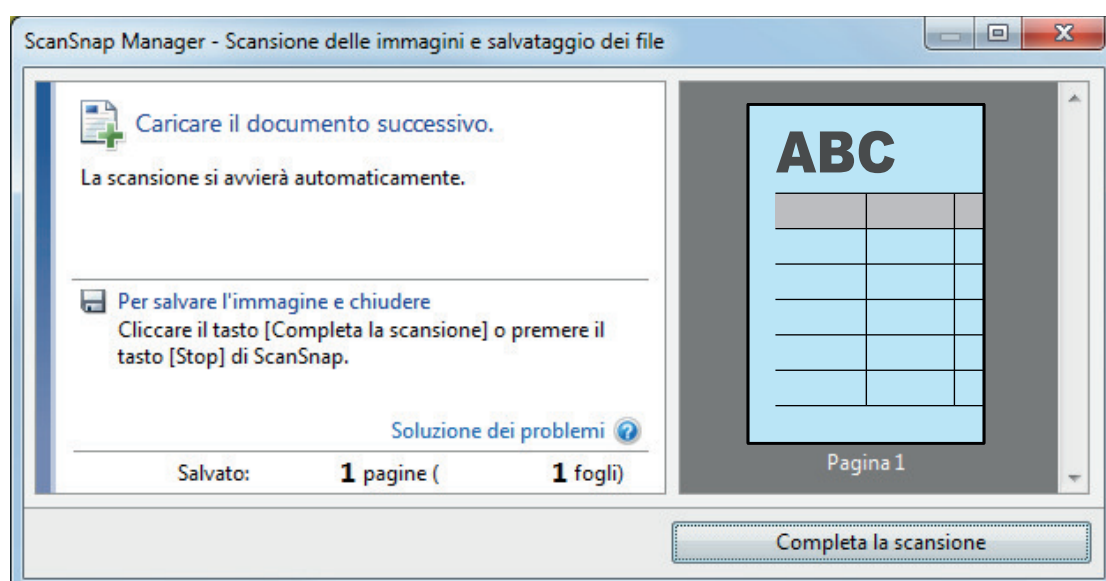 ScanSnap Manager - Scansione delle immagini e salvataggio dei file
Caricare il documento successivo.
La scansione si avvierà automaticamente.
Per salvare l'immagine e chiudere
Cliccare il tasto [Completa la scansione] o premere il
tasto [Stop] di ScanSnap.
Soluzione dei problemi
Salvato: 1 pagine ( 1 fogli)
ABC
Pagina 1
Completa la scansione